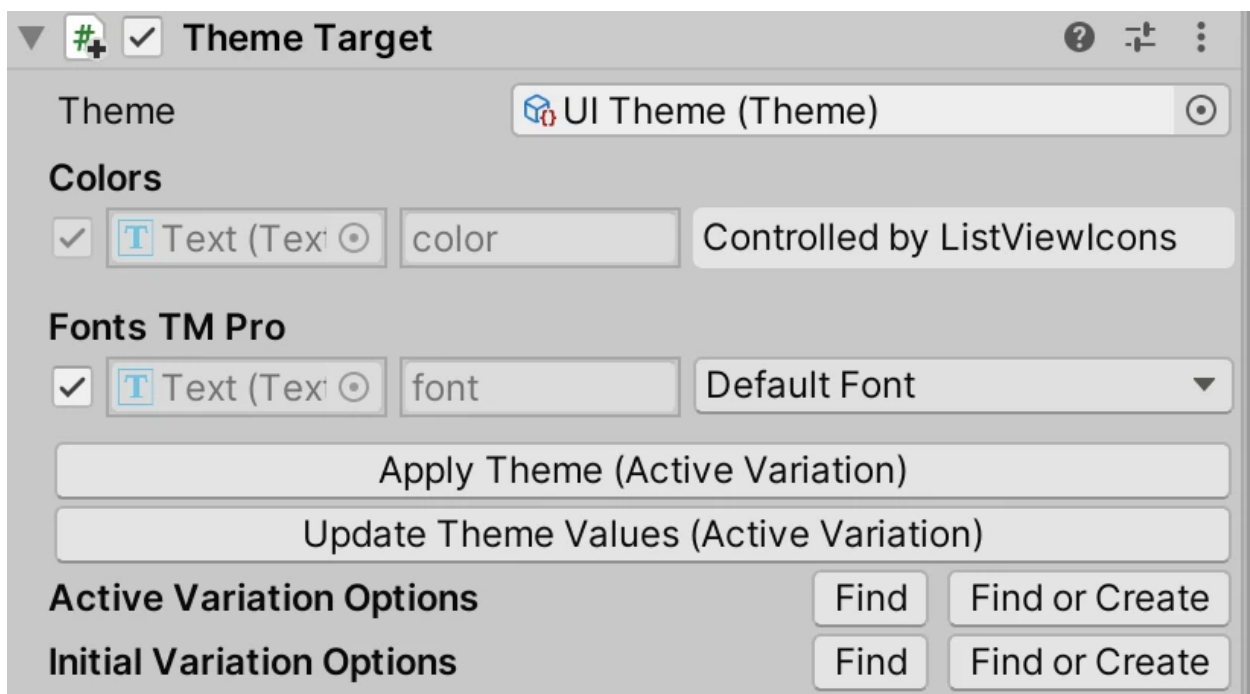 Theme Target
Theme UI Theme (Theme)
Colors
Text (Text color Controlled by ListViewIcons
Fonts TM Pro
Text (Text font Default Font
Apply Theme (Active Variation)
Update Theme Values (Active Variation)
Active Variation Options Find Find or Create
Initial Variation Options Find Find or Create